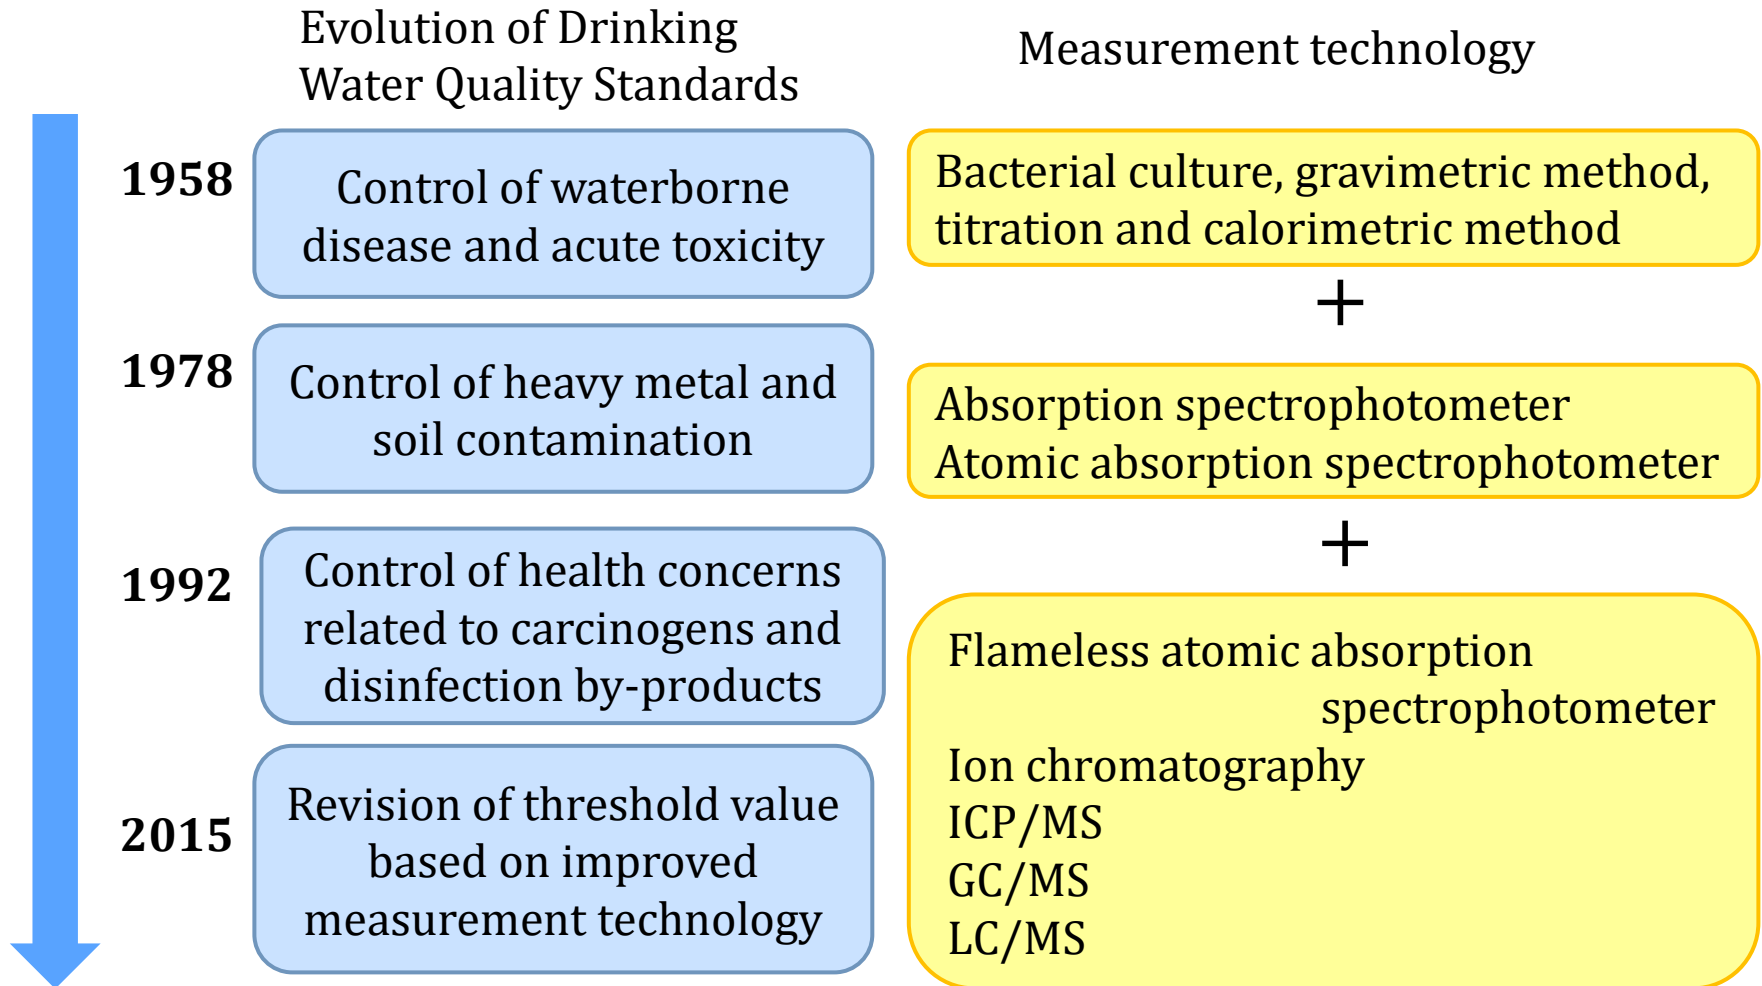 Evolution of Drinking
Water Quality Standards
Measurement technology
1958
Control of waterborne
disease and acute toxicity
Bacterial culture, gravimetric method,
titration and calorimetric method
+
1978
Control of heavy metal and
soil contamination
Absorption spectrophotometer
Atomic absorption spectrophotometer
+
1992
Control of health concerns
related to carcinogens and
disinfection by-products
Flameless atomic absorption
spectrophotometer
Ion chromatography
ICP/MS
GC/MS
LC/MS
2015
Revision of threshold value
based on improved
measurement technology